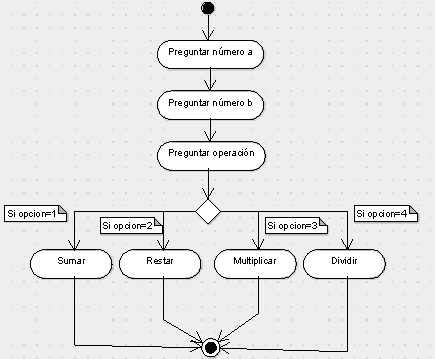 Preguntar número a
Preguntar número b
Preguntar operación
Si opcion=1
Si opcion=2
Si opcion=3
Si opcion=4
Sumar
Restar
Multiplicar
Dividir